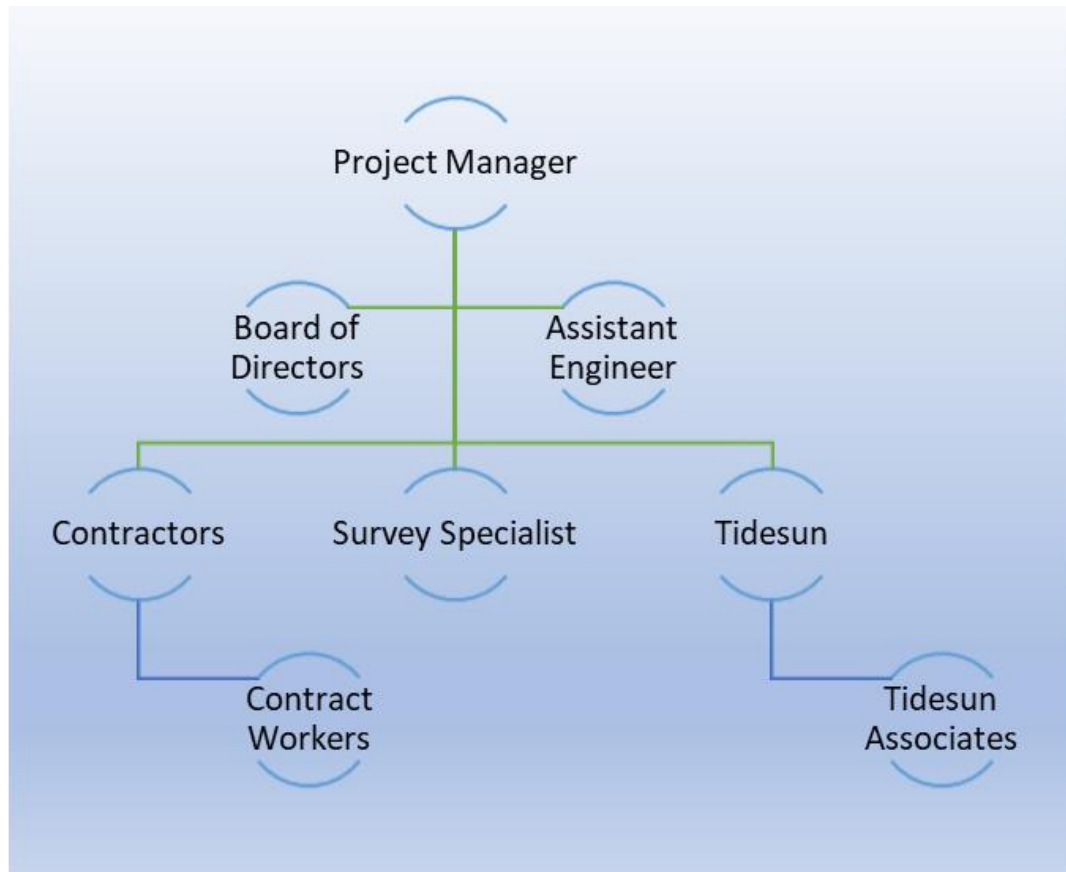 Project Manager
Board of
Directors
Assistant
Engineer
Contractors
Survey Specialist
Tidesun
Contract
Workers
Tidesun
Associates